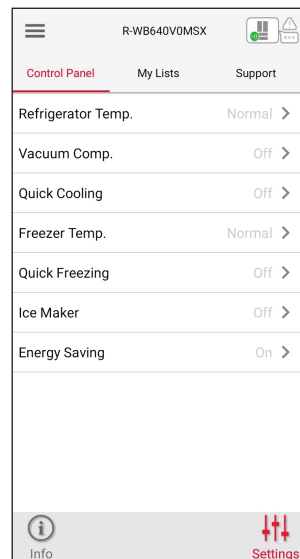 R-WB640V0MSX
Control Panel My Lists Support
Refrigerator Temp. Normal
Vacuum Comp. Off
Quick Cooling Off
Freezer Temp. Normal
Quick Freezing Off
Ice Maker Off
Energy Saving On
Info Settings